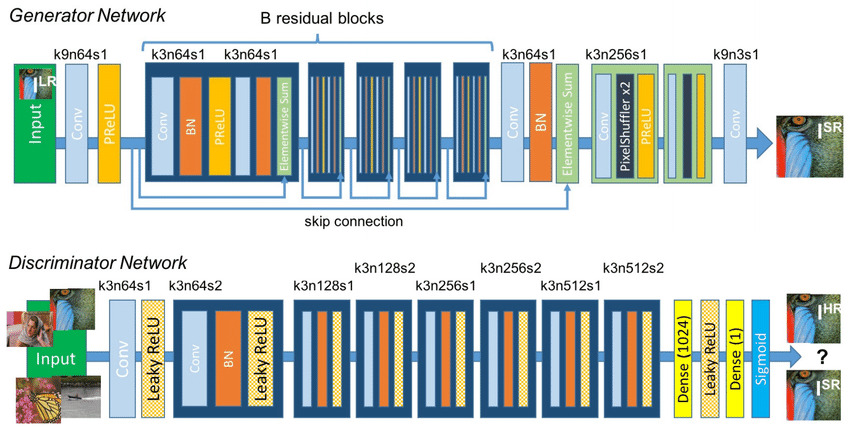 Generator Network
B residual blocks
k9n64s1
k3n64s1
k3n64s1
k3n64s1
k3n256s1
k9n3s1
I^LR
Input
Conv
PReLU
Conv
BN
PReLU
Elementwise Sum
Conv
BN
Elementwise Sum
Conv
PixelShuffler x2
PReLU
Conv
I^SR
skip connection
Discriminator Network
k3n64s1
k3n64s2
k3n128s1
k3n128s2
k3n256s1
k3n256s2
k3n512s1
k3n512s2
Input
Conv
Leaky ReLU
Conv
BN
Leaky ReLU
Dense (1024)
Leaky ReLU
Dense (1)
Sigmoid
I^HR
?
I^SR